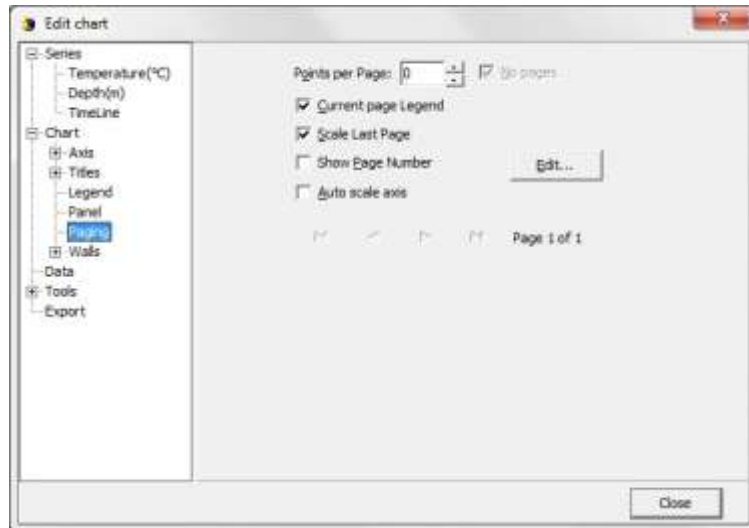 Edit chart
Series
Temperature(°C)
Depth(m)
TimeLine
Chart
Axis
Titles
Legend
Panel
Paging
Walls
Data
Tools
Export
Points per Page: 0 No pages
Current page Legend
Scale Last Page
Show Page Number Edit...
Auto scale axis
Page 1 of 1
Close